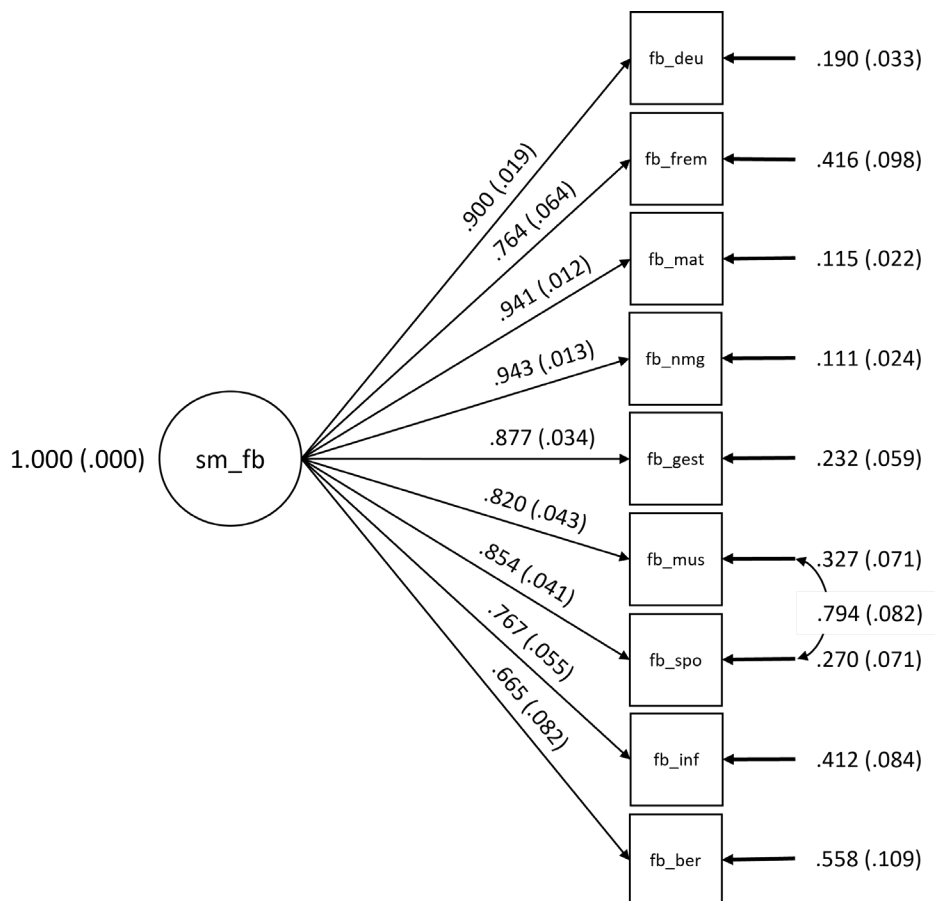 fb_deu
.190 (.033)
fb_frem
.416 (.098)
fb_mat
.115 (.022)
fb_nmg
.111 (.024)
fb_gest
.232 (.059)
fb_mus
.327 (.071)
.794 (.082)
fb_spo
.270 (.071)
fb_inf
.412 (.084)
fb_ber
.558 (.109)
.900 (.019)
.764 (.064)
.941 (.012)
.943 (.013)
.877 (.034)
.820 (.043)
.854 (.041)
.767 (.055)
.665 (.082)
1.000 (.000)
sm_fb